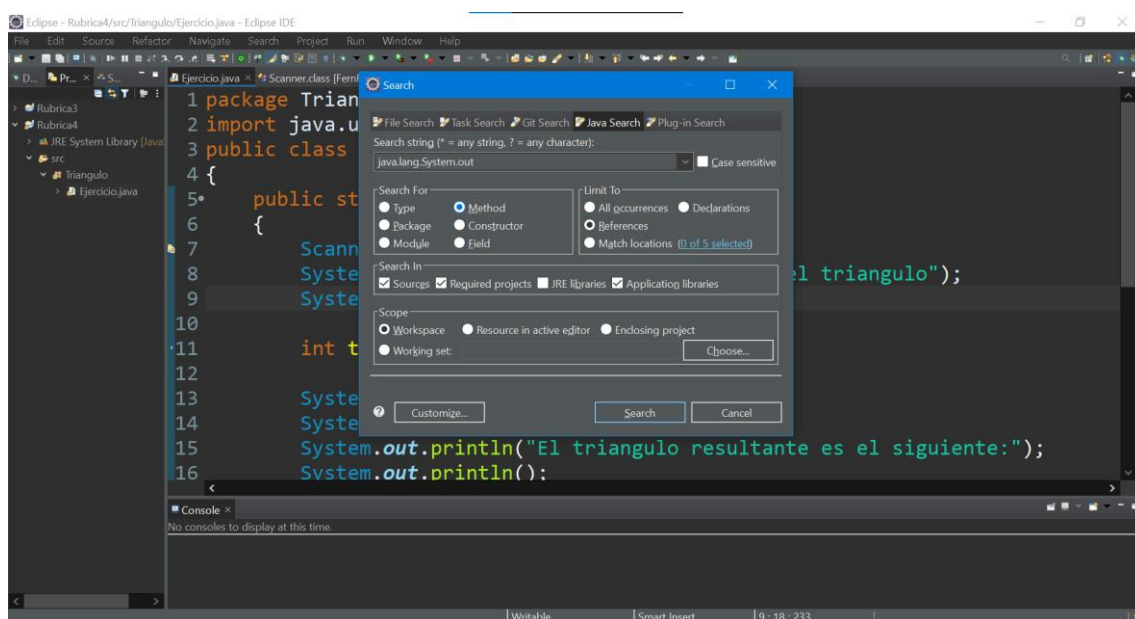 Eclipse - Rubrica4/src/Triangulo/Ejercicio.java - Eclipse IDE
File Edit Source Refactor Navigate Search Project Run Window Help
D... Pr... × S...
Ejercicio.java × Scanner.class [Fernl
Rubrica3
Rubrica4
JRE System Library [Java
src
Triangulo
Ejercicio.java
1 package Trian
2 import java.u
3 public class
4 {
5 public st
6 {
7 Scann
8 Syste el triangulo");
9 Syste
10
11 int t
12
13 Syste
14 Syste
15 System.out.println("El triangulo resultante es el siguiente:");
16 System.out.println();
Search
File Search Task Search Git Search Java Search Plug-in Search
Search string (* = any string, ? = any character):
java.lang.System.out
Case sensitive
Search For
Type Method
Package Constructor
Module Field
Limit To
All occurrences Declarations
References
Match locations (0 of 5 selected)
Search In
Sources Required projects JRE libraries Application libraries
Scope
Workspace Resource in active editor Enclosing project
Working set: Choose...
? Customize... Search Cancel
Console ×
No consoles to display at this time.
Writable Smart Insert 9 : 18 : 233